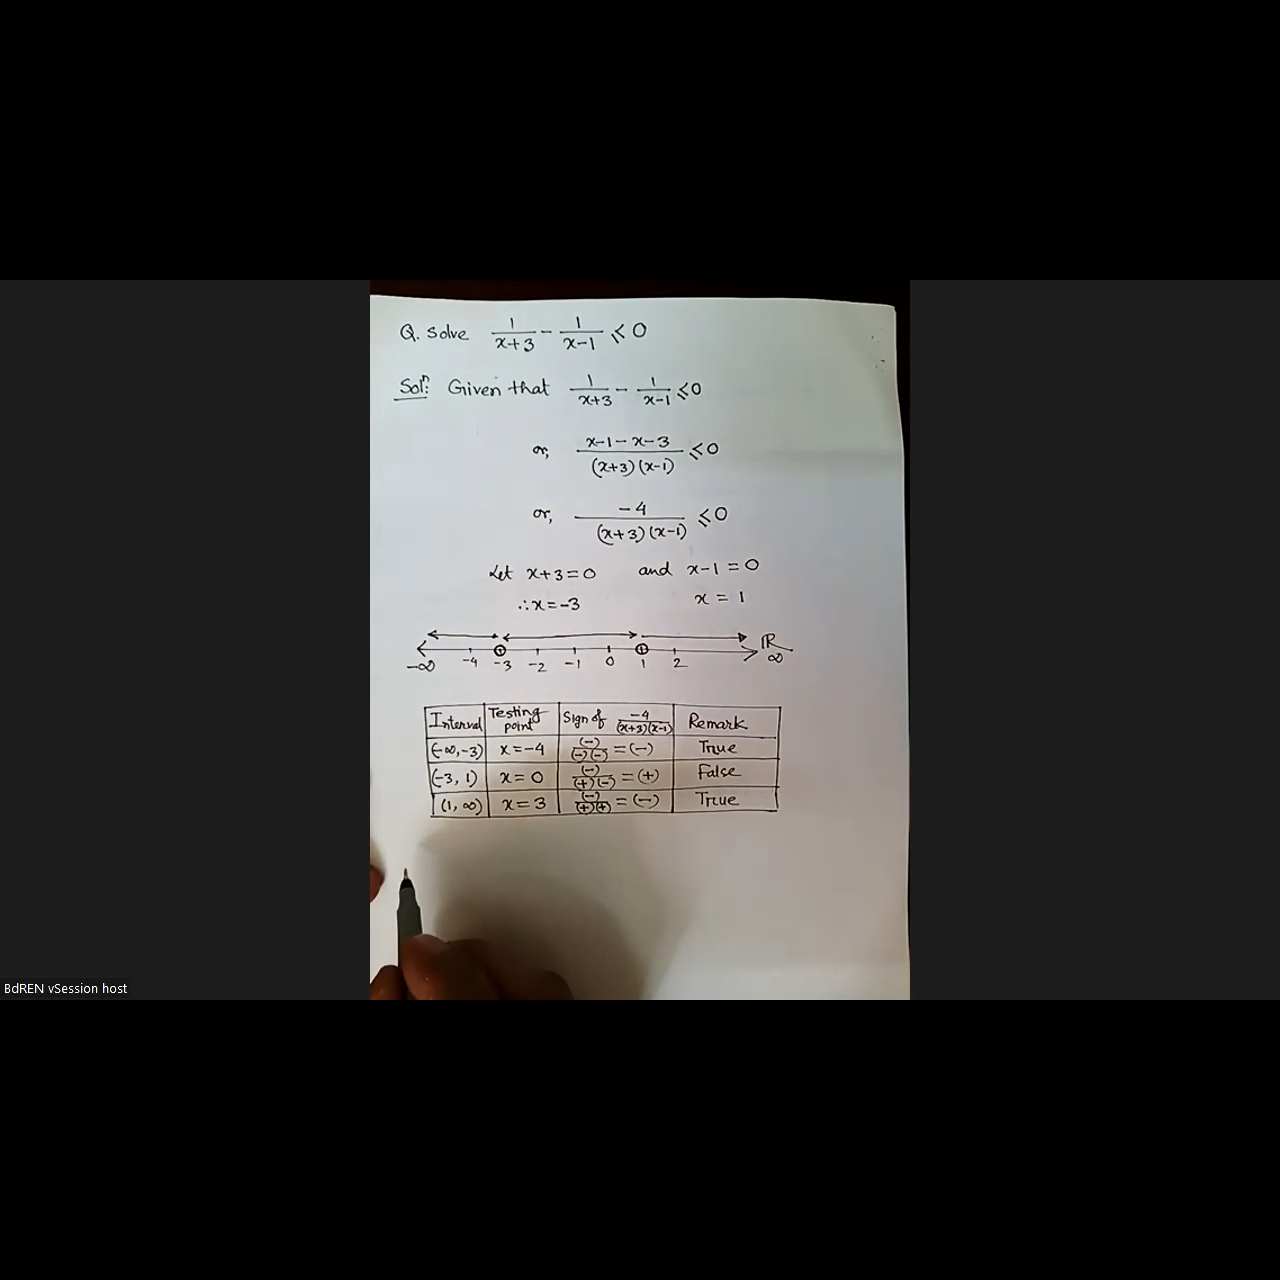 Q. Solve 1/(x+3) - 1/(x-1) ≤ 0
Solⁿ: Given that 1/(x+3) - 1/(x-1) ≤ 0
or, (x-1-x-3)/((x+3)(x-1)) ≤ 0
or, -4/((x+3)(x-1)) ≤ 0
Let x+3=0 and x-1=0
∴ x=-3 x = 1
-∞ -4 -3 -2 -1 0 1 2 ∞ IR
Interval Testing point Sign of -4/((x+3)(x-1)) Remark
(-∞,-3) x=-4 (-)/((-)(-)) = (-) True
(-3, 1) x=0 (-)/((+)(-)) = (+) False
(1, ∞) x=3 (-)/((+)(+)) = (-) True
BdREN vSession host